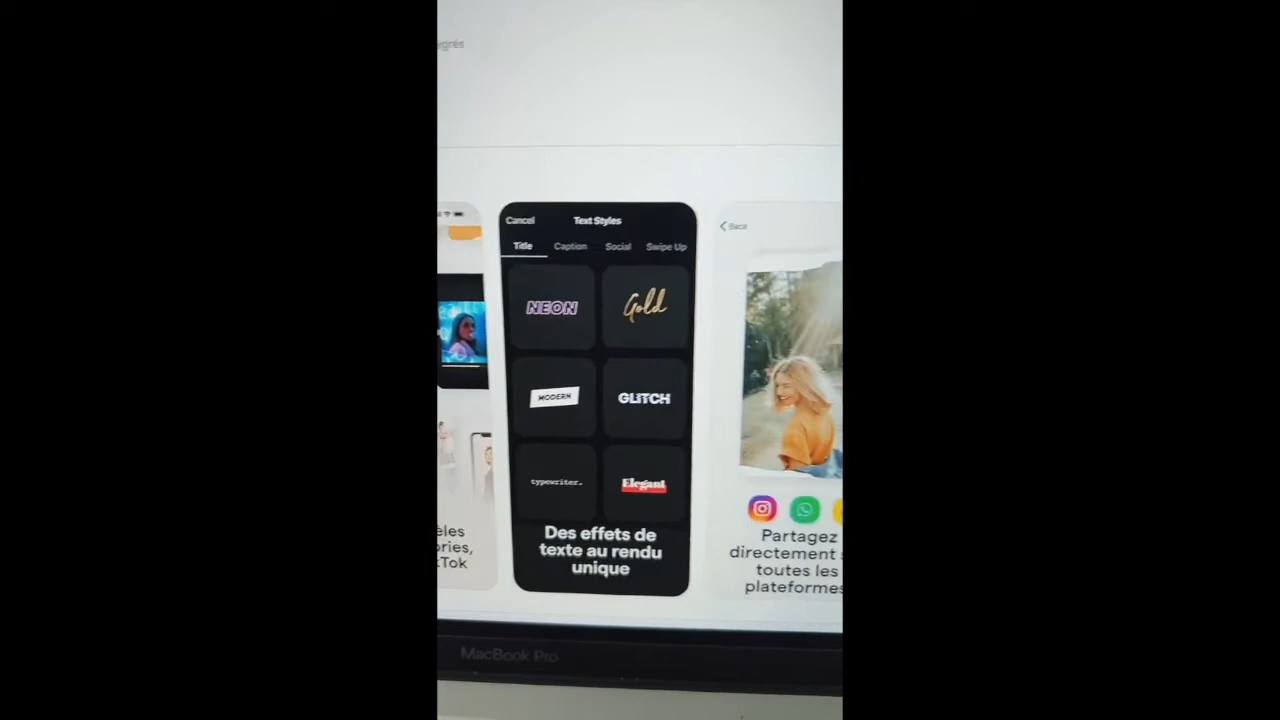 Cancel
Text Styles
Title
Caption
Social
Swipe Up
NEON
Gold
MODERN
GLITCH
typewriter.
Elegant
Des effets de
texte au rendu
unique
Back
Partagez
directement
toutes les
plateformes
MacBook Pro